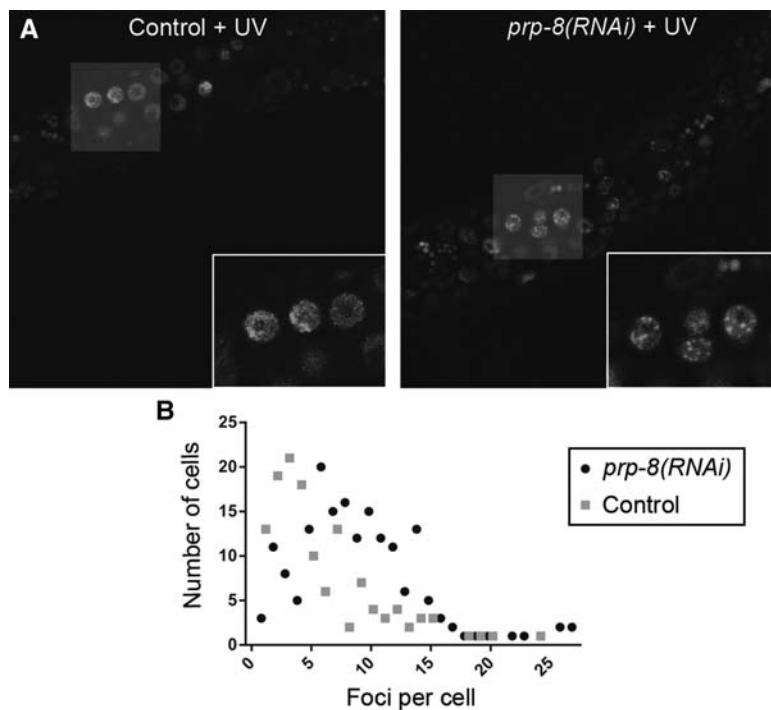 A
Control + UV
prp-8(RNAi) + UV
B
25
20
15
10
5
0
Number of cells
0
5
10
15
20
25
Foci per cell
prp-8(RNAi)
Control